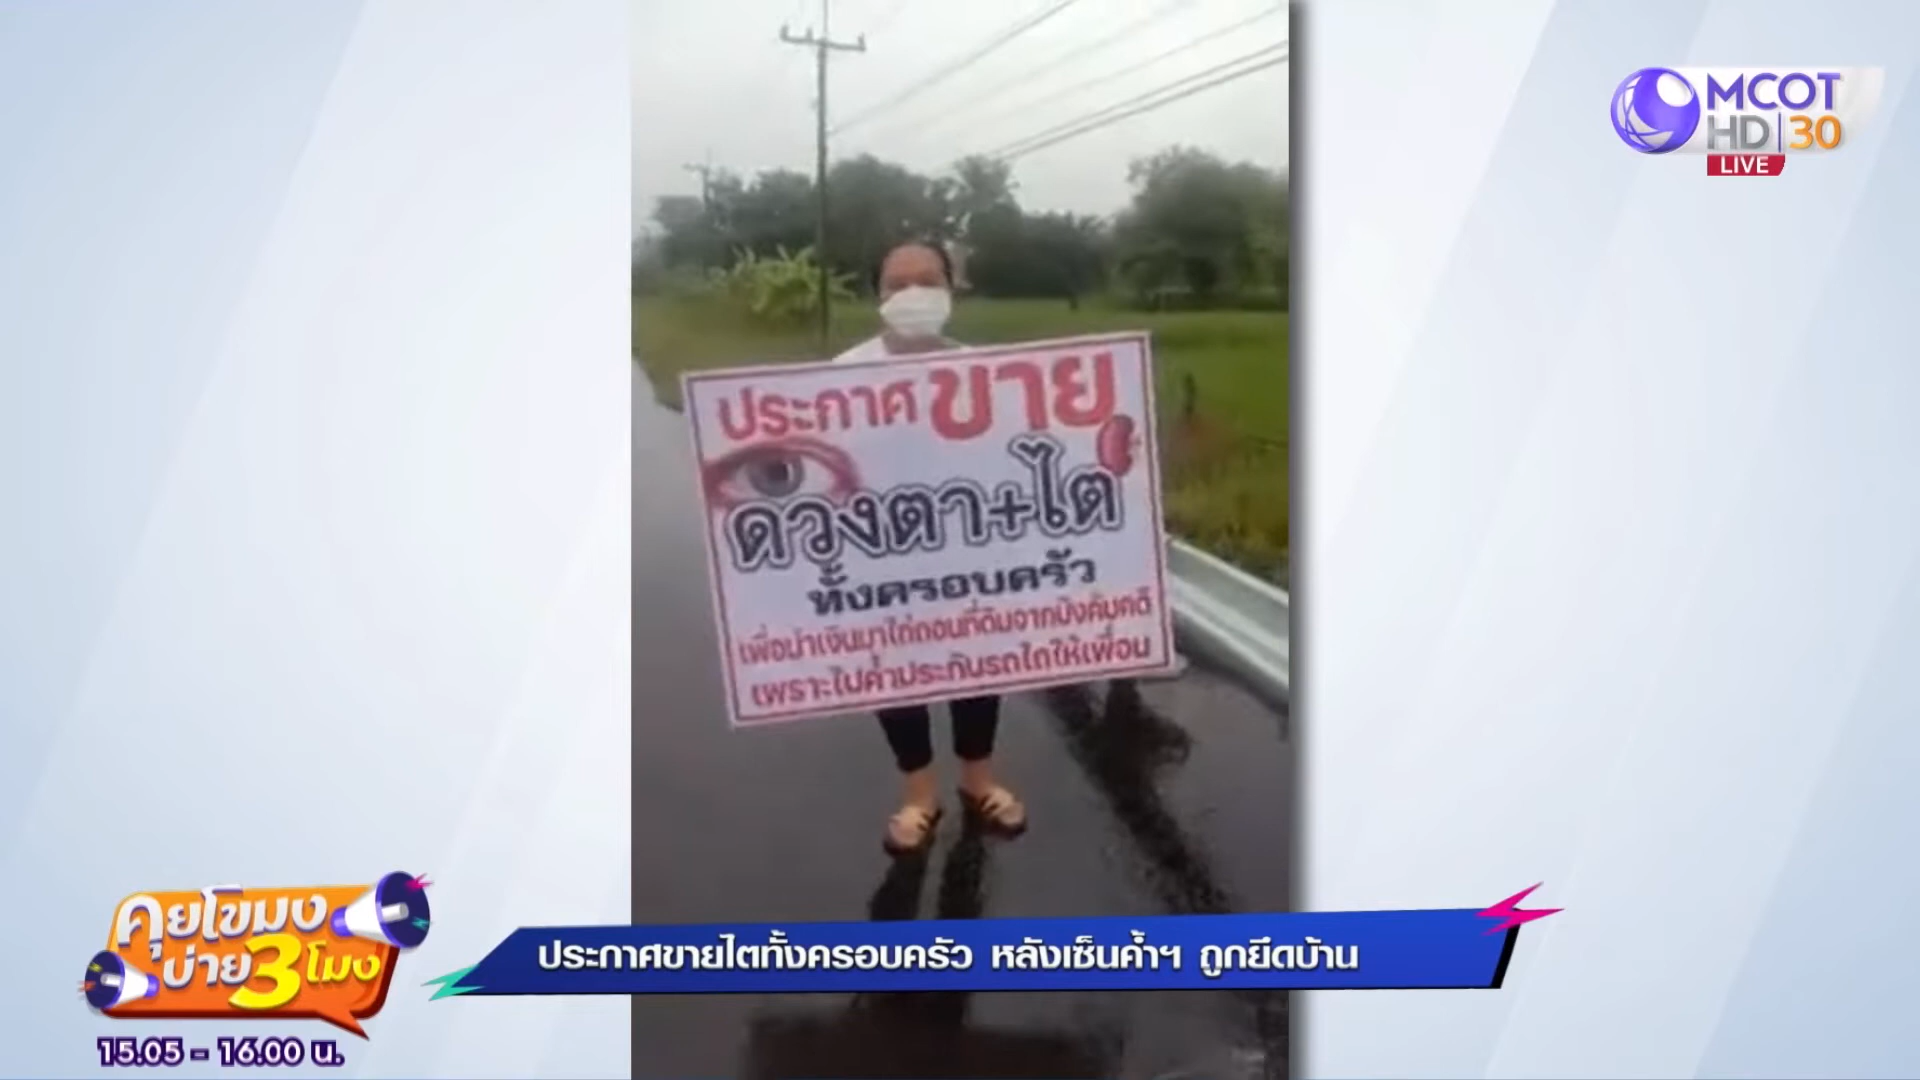 MCOT
HD 30
LIVE
ประกาศ ขาย
ดวงตา+ไต
ทั้งครอบครัว
เพื่อนำเงินมาไถ่ถอนที่ดินจากบังคับคดี
เพราะไปค้ำประกันรถไถให้เพื่อน
คุยโขมง
บ่าย 3 โมง
15.05 - 16.00 น.
ประกาศขายไตทั้งครอบครัว หลังเซ็นค้ำฯ ถูกยึดบ้าน